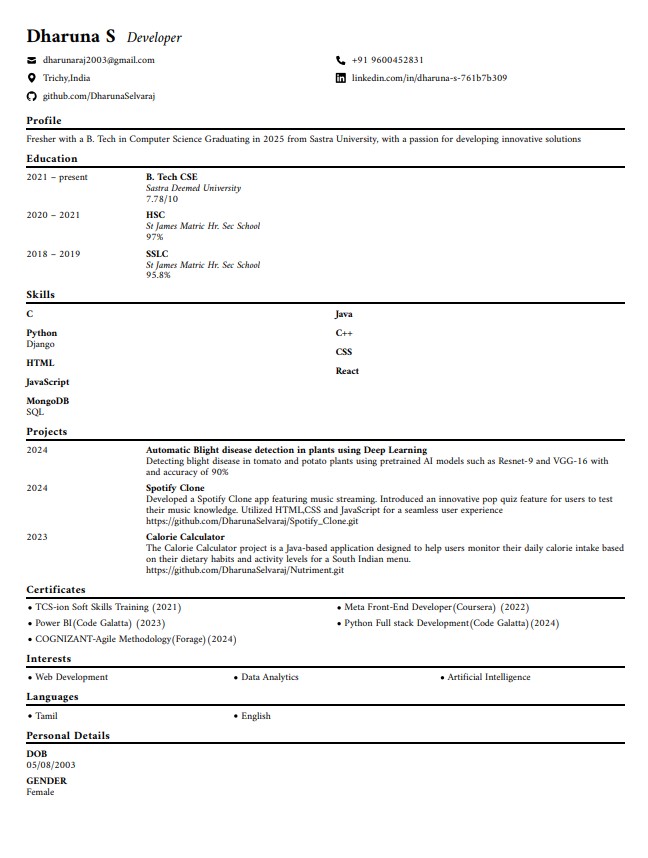 Dharuna S Developer
dharunaraj2003@gmail.com
+91 9600452831
Trichy,India
linkedin.com/in/dharuna-s-761b7b309
github.com/DharunaSelvaraj
Profile
Fresher with a B. Tech in Computer Science Graduating in 2025 from Sastra University, with a passion for developing innovative solutions
Education
2021 – present
B. Tech CSE
Sastra Deemed University
7.78/10
2020 – 2021
HSC
St James Matric Hr. Sec School
97%
2018 – 2019
SSLC
St James Matric Hr. Sec School
95.8%
Skills
C
Python
Django
HTML
JavaScript
MongoDB
SQL
Java
C++
CSS
React
Projects
2024
Automatic Blight disease detection in plants using Deep Learning
Detecting blight disease in tomato and potato plants using pretrained AI models such as Resnet-9 and VGG-16 with
and accuracy of 90%
2024
Spotify Clone
Developed a Spotify Clone app featuring music streaming. Introduced an innovative pop quiz feature for users to test
their music knowledge. Utilized HTML,CSS and JavaScript for a seamless user experience
https://github.com/DharunaSelvaraj/Spotify_Clone.git
2023
Calorie Calculator
The Calorie Calculator project is a Java-based application designed to help users monitor their daily calorie intake based
on their dietary habits and activity levels for a South Indian menu.
https://github.com/DharunaSelvaraj/Nutriment.git
Certificates
• TCS-ion Soft Skills Training (2021)
• Meta Front-End Developer(Coursera) (2022)
• Power BI(Code Galatta) (2023)
• Python Full stack Development(Code Galatta)(2024)
• COGNIZANT-Agile Methodology(Forage)(2024)
Interests
• Web Development
• Data Analytics
• Artificial Intelligence
Languages
• Tamil
• English
Personal Details
DOB
05/08/2003
GENDER
Female